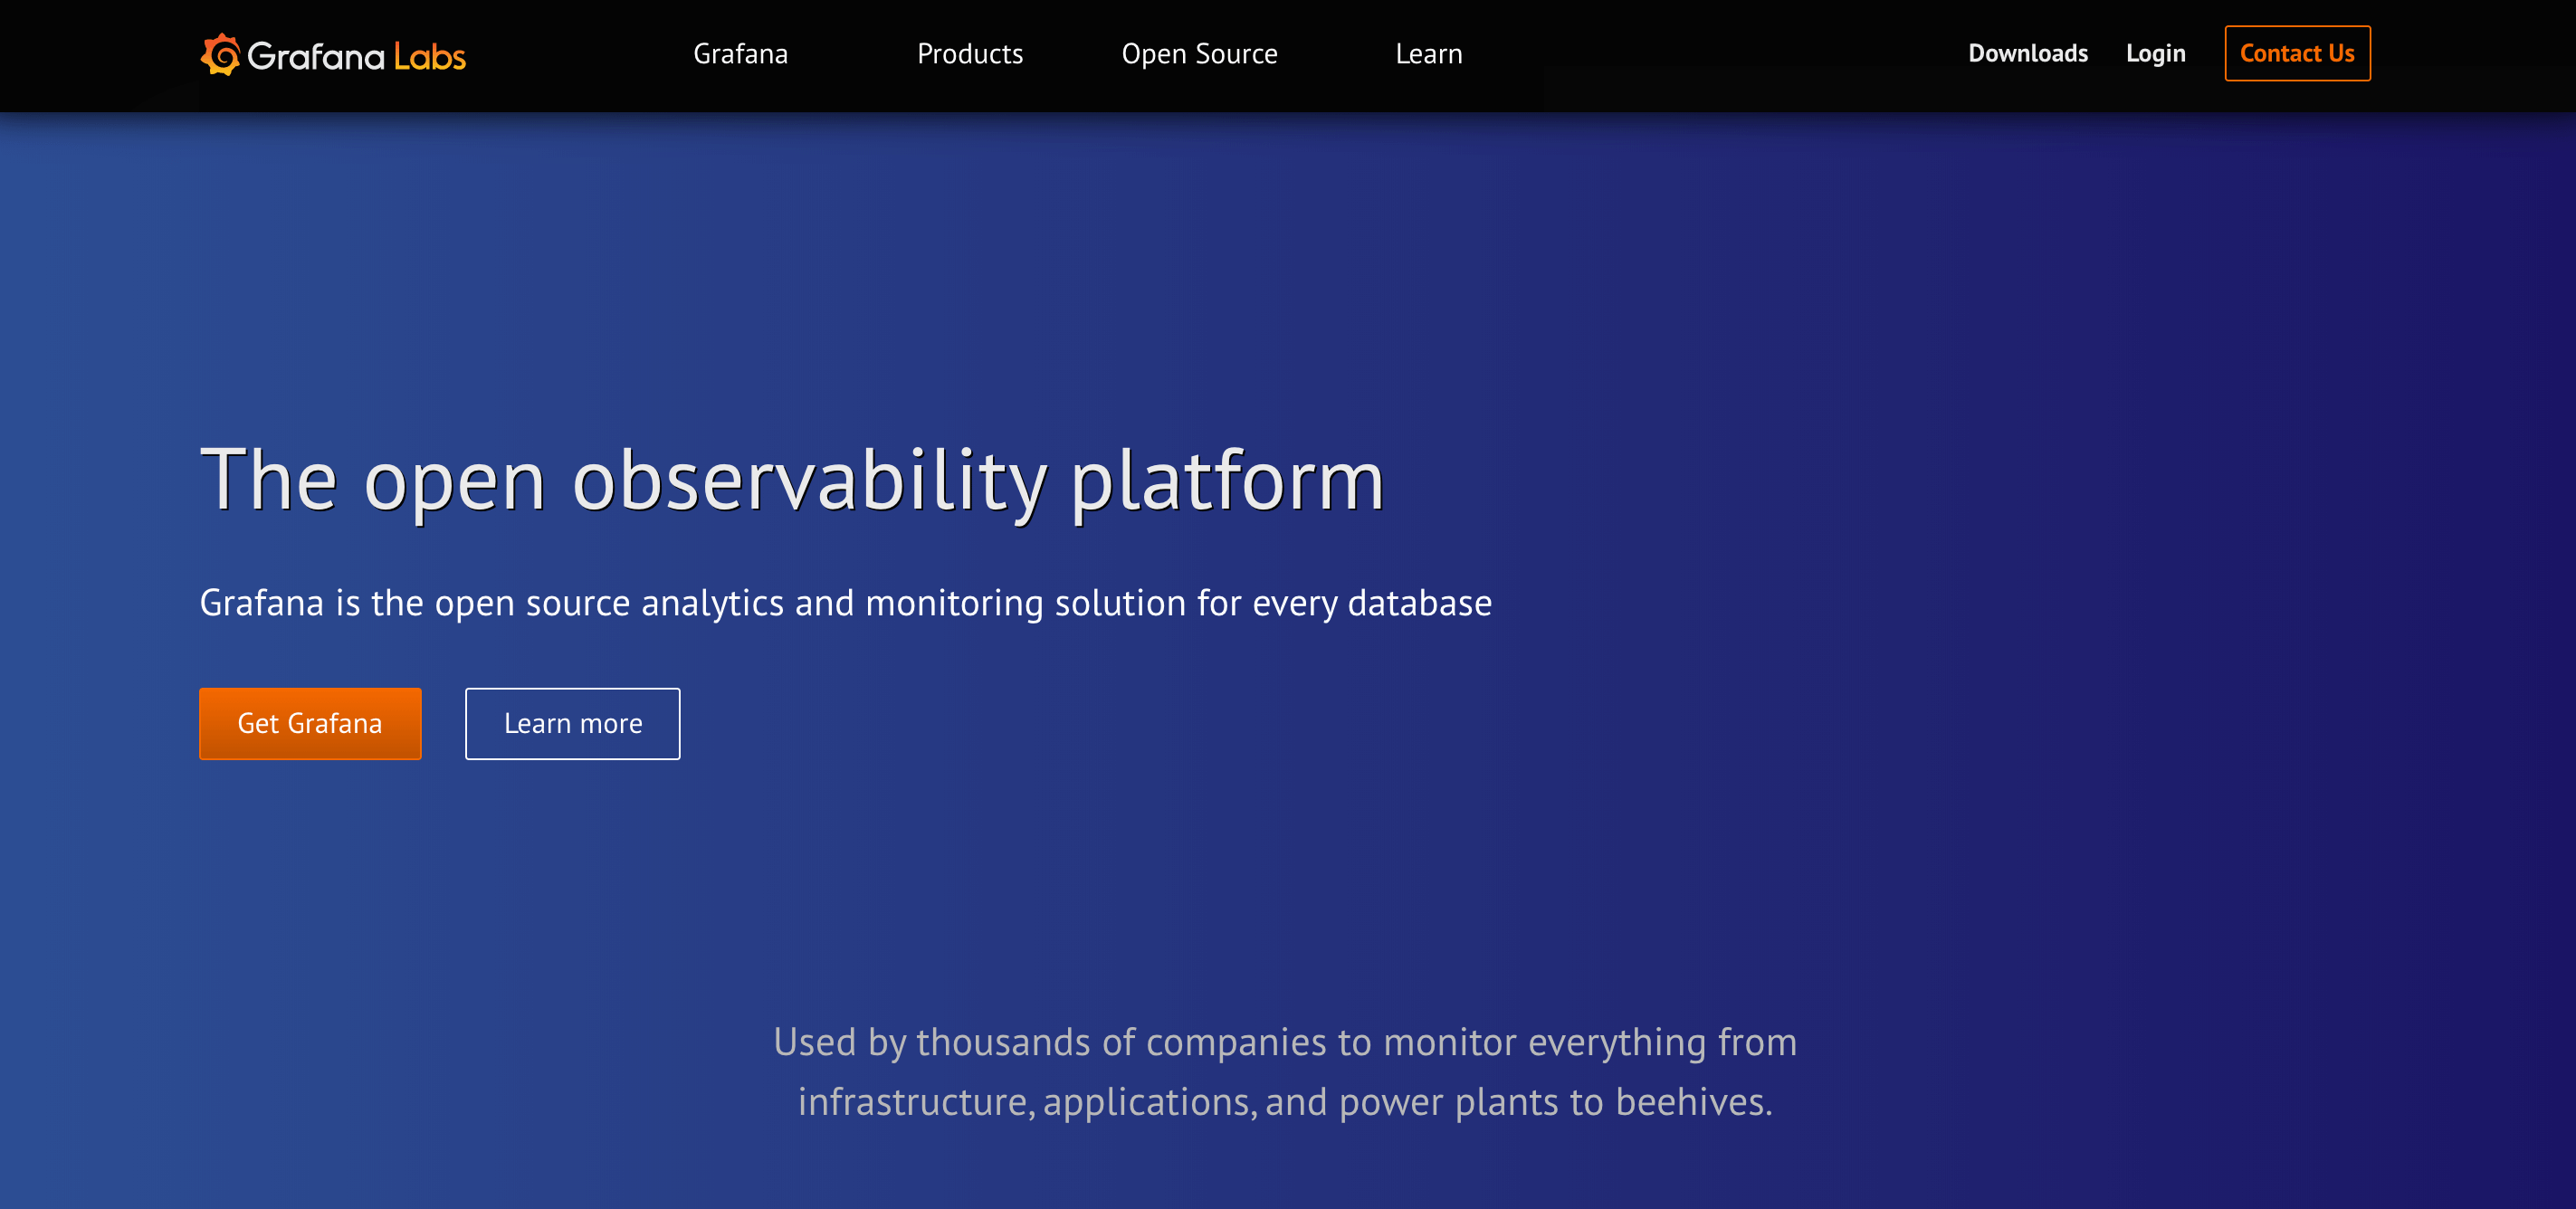 Grafana Labs
Grafana
Products
Open Source
Learn
Downloads
Login
Contact Us
The open observability platform
Grafana is the open source analytics and monitoring solution for every database
Get Grafana
Learn more
Used by thousands of companies to monitor everything from
infrastructure, applications, and power plants to beehives.